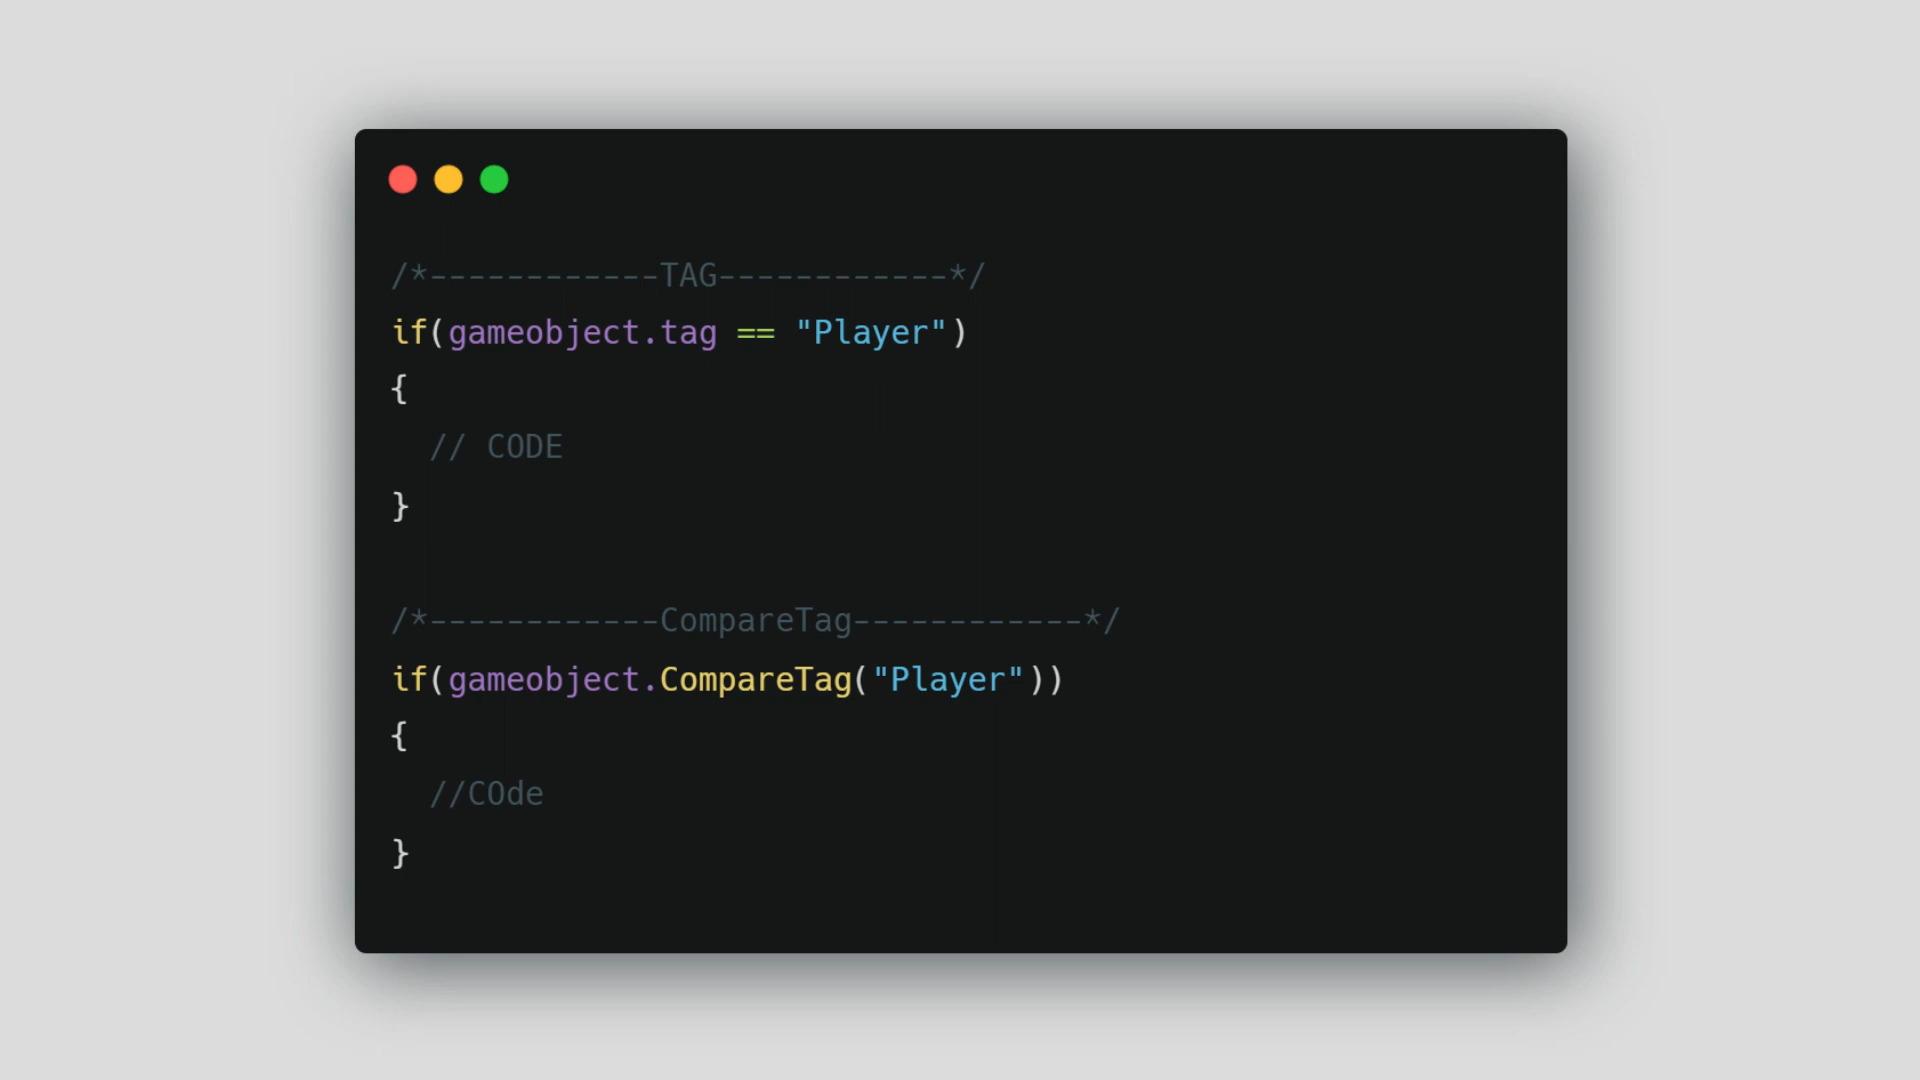 /*------------TAG------------*/
if(gameobject.tag == "Player")
{
  // CODE
}
/*------------CompareTag------------*/
if(gameobject.CompareTag("Player"))
{
  //COde
}